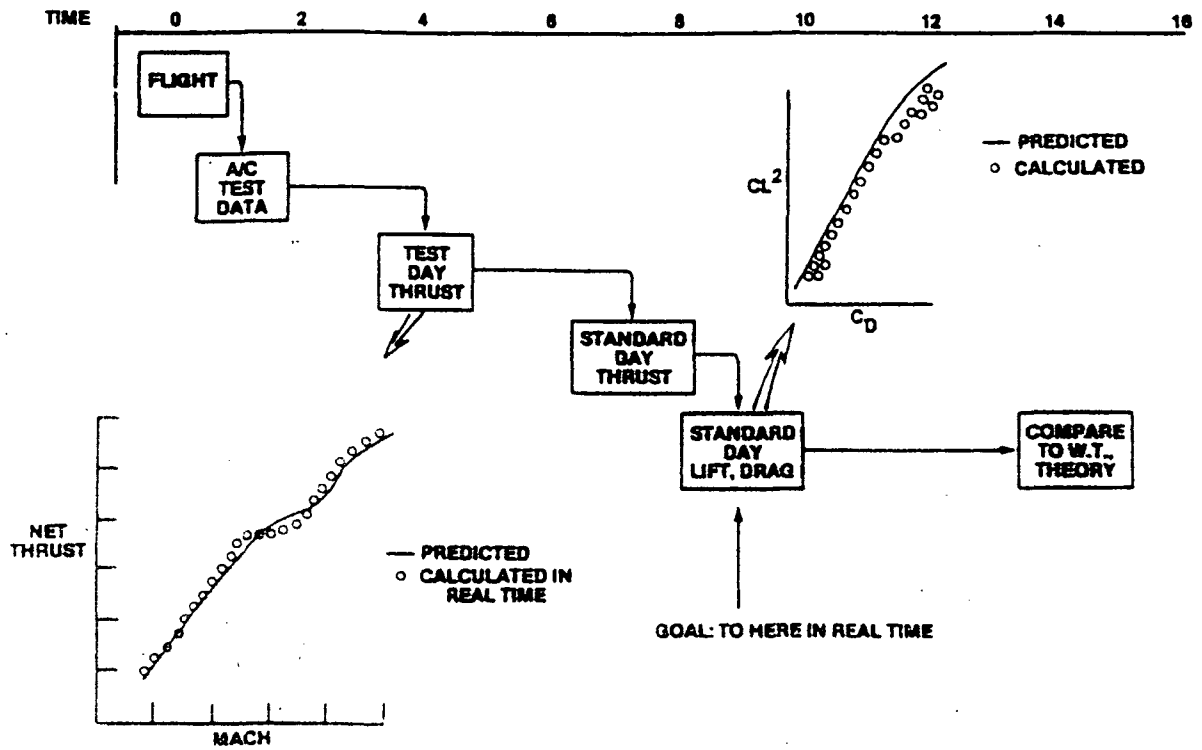 TIME 0 2 4 6 8 10 12 14 16
FLIGHT
A/C
TEST
DATA
TEST
DAY
THRUST
STANDARD
DAY
THRUST
STANDARD
DAY
LIFT, DRAG
COMPARE
TO W.T.,
THEORY
CL2
CD
— PREDICTED
○ CALCULATED
NET
THRUST
MACH
— PREDICTED
○ CALCULATED IN
REAL TIME
GOAL: TO HERE IN REAL TIME